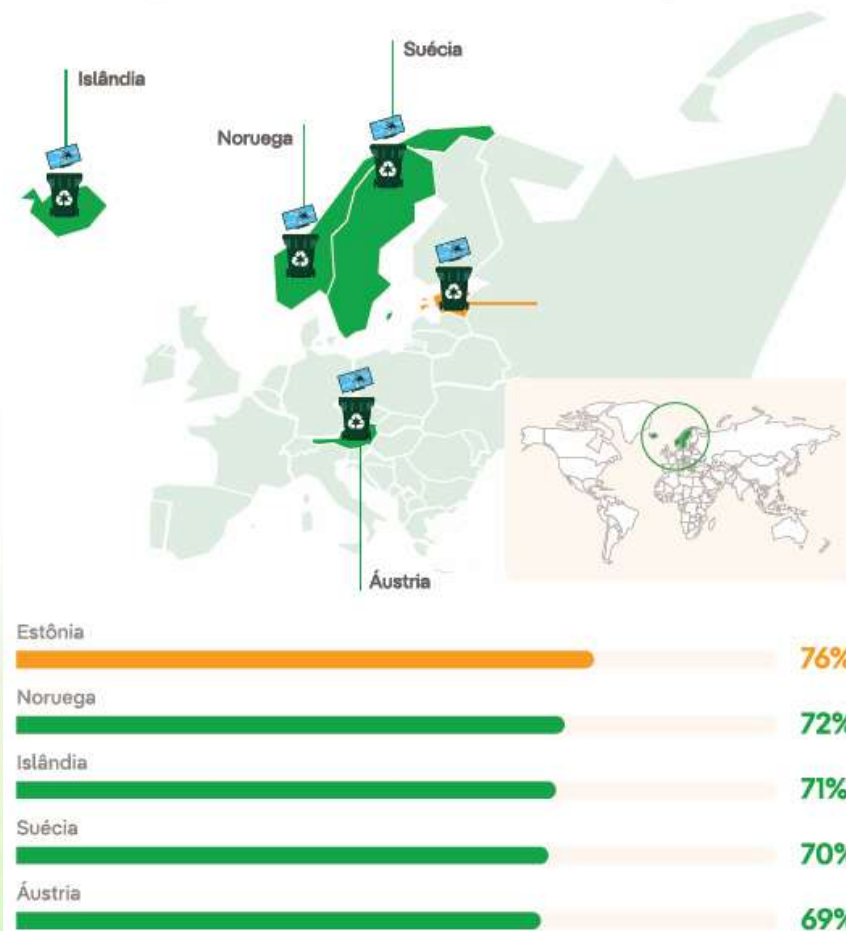 Suécia
Islândia
Noruega
Áustria
Estônia
76%
Noruega
72%
Islândia
71%
Suécia
70%
Áustria
69%